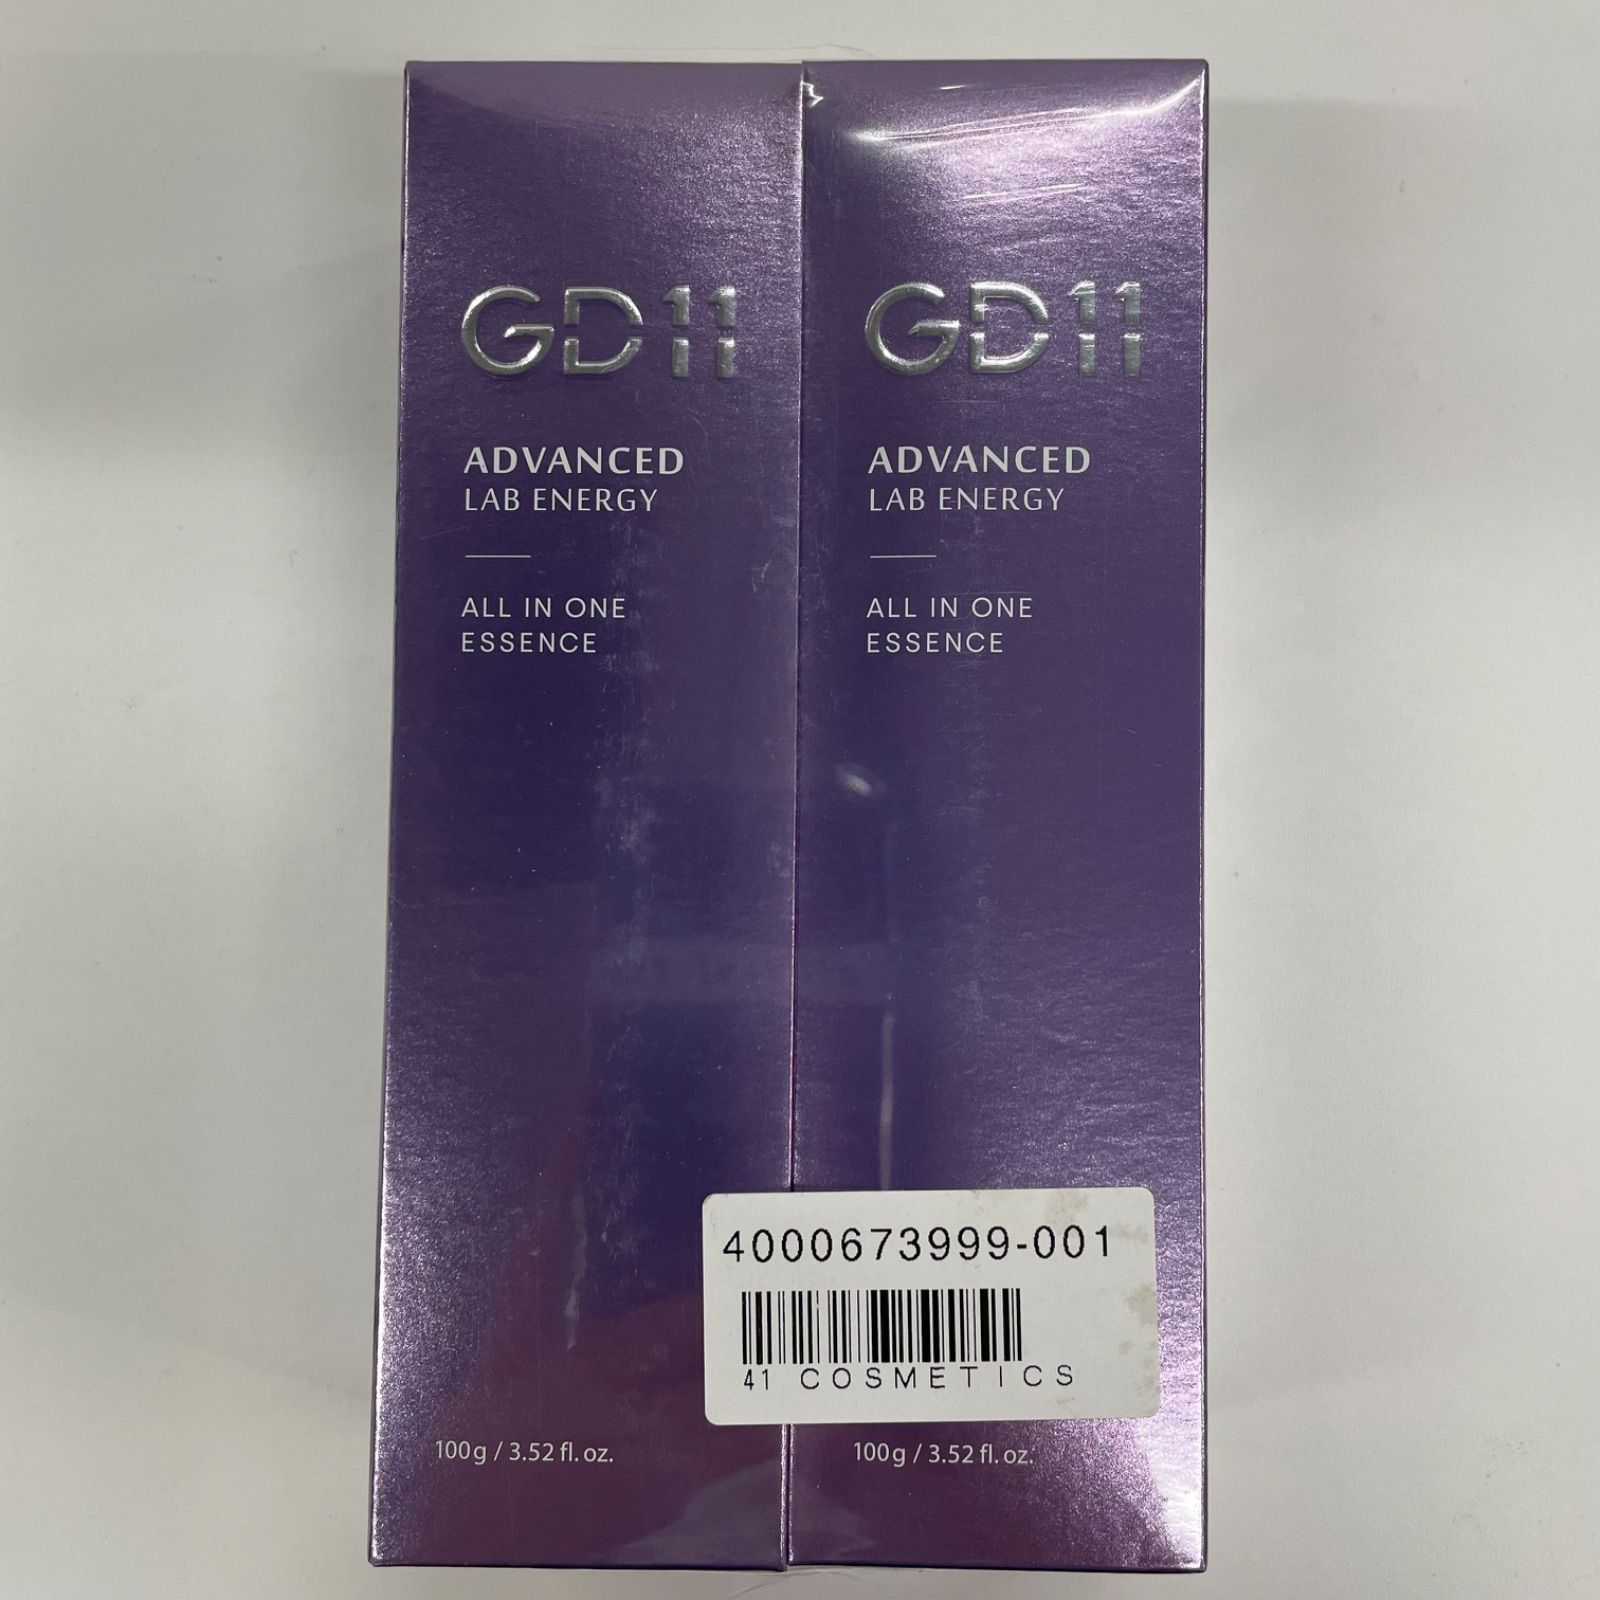 GD11
ADVANCED
LAB ENERGY
ALL IN ONE
ESSENCE
100g / 3.52 fl. oz.
GD11
ADVANCED
LAB ENERGY
ALL IN ONE
ESSENCE
100g / 3.52 fl. oz.
4000673999-001
41 COSMETICS